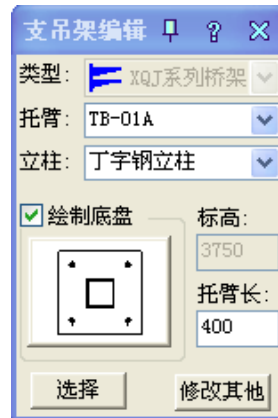 支吊架编辑
类型: XQJ系列桥架
托臂: TB-01A
立柱: 丁字钢立柱
绘制底盘
标高:
3750
托臂长:
400
选择
修改其他